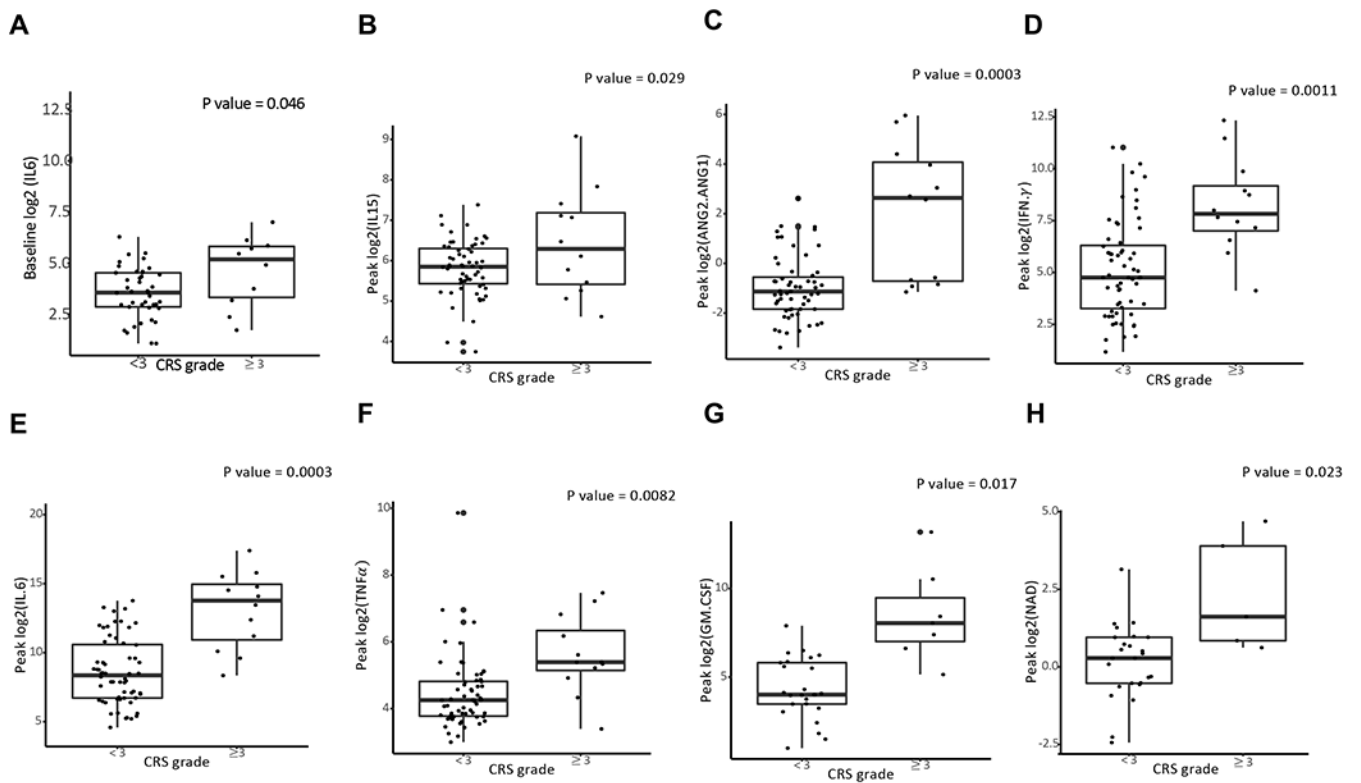 A
P value = 0.046
Baseline log2 (IL6)
12.5
10.0
7.5
5.0
2.5
<3
CRS grade
≥3
B
P value = 0.029
Peak log2(IL15)
9
8
7
6
5
4
<3
≥3
CRS grade
C
P value = 0.0003
Peak log2(ANG2.ANG1)
6
4
2
0
-2
<3
≥3
CRS grade
D
P value = 0.0011
Peak log2(IFN.γ)
12.5
10.0
7.5
5.0
2.5
<3
≥3
CRS grade
E
P value = 0.0003
Peak log2(IL.6)
20
15
10
5
<3
≥3
CRS grade
F
P value = 0.0082
Peak log2(TNFα)
10
8
6
4
<3
≥3
CRS grade
G
P value = 0.017
Peak log2(GM.CSF)
10
5
<3
≥3
CRS grade
H
P value = 0.023
Peak log2(NAD)
5.0
2.5
0.0
-2.5
<3
≥3
CRS grade